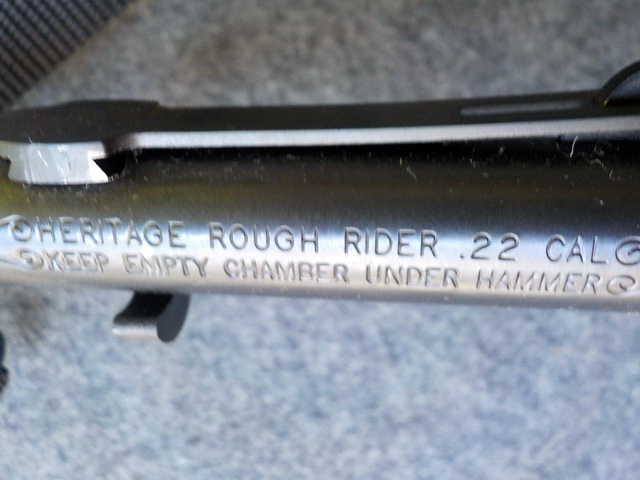 HERITAGE ROUGH RIDER .22 CAL
KEEP EMPTY CHAMBER UNDER HAMMER